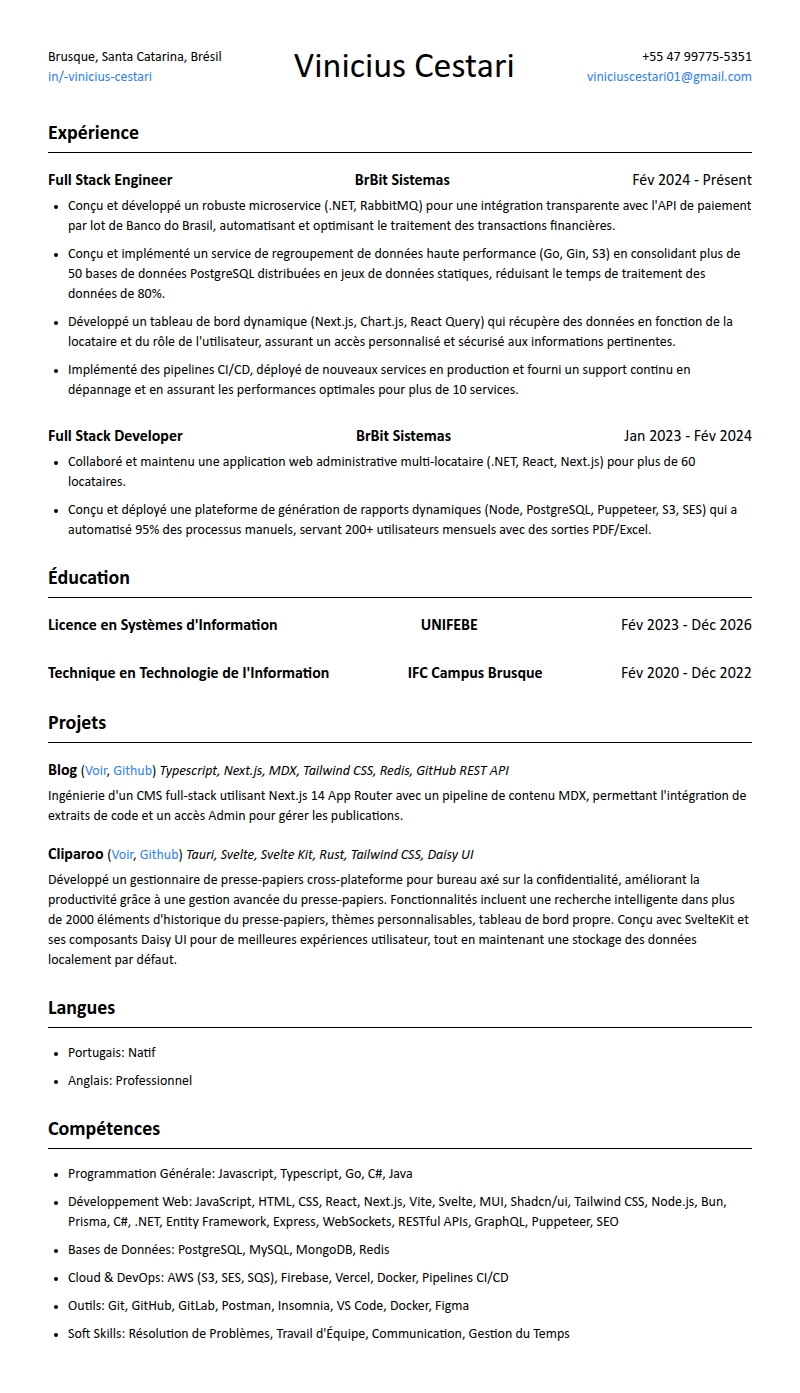 Brusque, Santa Catarina, Brésil
in/-vinicius-cestari
Vinicius Cestari
+55 47 99775-5351
viniciuscestari01@gmail.com
Expérience
Full Stack Engineer BrBit Sistemas Fév 2024 - Présent
• Conçu et développé un robuste microservice (.NET, RabbitMQ) pour une intégration transparente avec l'API de paiement
par lot de Banco do Brasil, automatisant et optimisant le traitement des transactions financières.
• Conçu et implémenté un service de regroupement de données haute performance (Go, Gin, S3) en consolidant plus de
50 bases de données PostgreSQL distribuées en jeux de données statiques, réduisant le temps de traitement des
données de 80%.
• Développé un tableau de bord dynamique (Next.js, Chart.js, React Query) qui récupère des données en fonction de la
locataire et du rôle de l'utilisateur, assurant un accès personnalisé et sécurisé aux informations pertinentes.
• Implémenté des pipelines CI/CD, déployé de nouveaux services en production et fourni un support continu en
dépannage et en assurant les performances optimales pour plus de 10 services.
Full Stack Developer BrBit Sistemas Jan 2023 - Fév 2024
• Collaboré et maintenu une application web administrative multi-locataire (.NET, React, Next.js) pour plus de 60
locataires.
• Conçu et déployé une plateforme de génération de rapports dynamiques (Node, PostgreSQL, Puppeteer, S3, SES) qui a
automatisé 95% des processus manuels, servant 200+ utilisateurs mensuels avec des sorties PDF/Excel.
Éducation
Licence en Systèmes d'Information UNIFEBE Fév 2023 - Déc 2026
Technique en Technologie de l'Information IFC Campus Brusque Fév 2020 - Déc 2022
Projets
Blog (Voir, Github) Typescript, Next.js, MDX, Tailwind CSS, Redis, GitHub REST API
Ingénierie d'un CMS full-stack utilisant Next.js 14 App Router avec un pipeline de contenu MDX, permettant l'intégration de
extraits de code et un accès Admin pour gérer les publications.
Cliparoo (Voir, Github) Tauri, Svelte, Svelte Kit, Rust, Tailwind CSS, Daisy UI
Développé un gestionnaire de presse-papiers cross-plateforme pour bureau axé sur la confidentialité, améliorant la
productivité grâce à une gestion avancée du presse-papiers. Fonctionnalités incluent une recherche intelligente dans plus
de 2000 éléments d'historique du presse-papiers, thèmes personnalisables, tableau de bord propre. Conçu avec SvelteKit et
ses composants Daisy UI pour de meilleures expériences utilisateur, tout en maintenant une stockage des données
localement par défaut.
Langues
• Portugais: Natif
• Anglais: Professionnel
Compétences
• Programmation Générale: Javascript, Typescript, Go, C#, Java
• Développement Web: JavaScript, HTML, CSS, React, Next.js, Vite, Svelte, MUI, Shadcn/ui, Tailwind CSS, Node.js, Bun,
Prisma, C#, .NET, Entity Framework, Express, WebSockets, RESTful APIs, GraphQL, Puppeteer, SEO
• Bases de Données: PostgreSQL, MySQL, MongoDB, Redis
• Cloud & DevOps: AWS (S3, SES, SQS), Firebase, Vercel, Docker, Pipelines CI/CD
• Outils: Git, GitHub, GitLab, Postman, Insomnia, VS Code, Docker, Figma
• Soft Skills: Résolution de Problèmes, Travail d'Équipe, Communication, Gestion du Temps